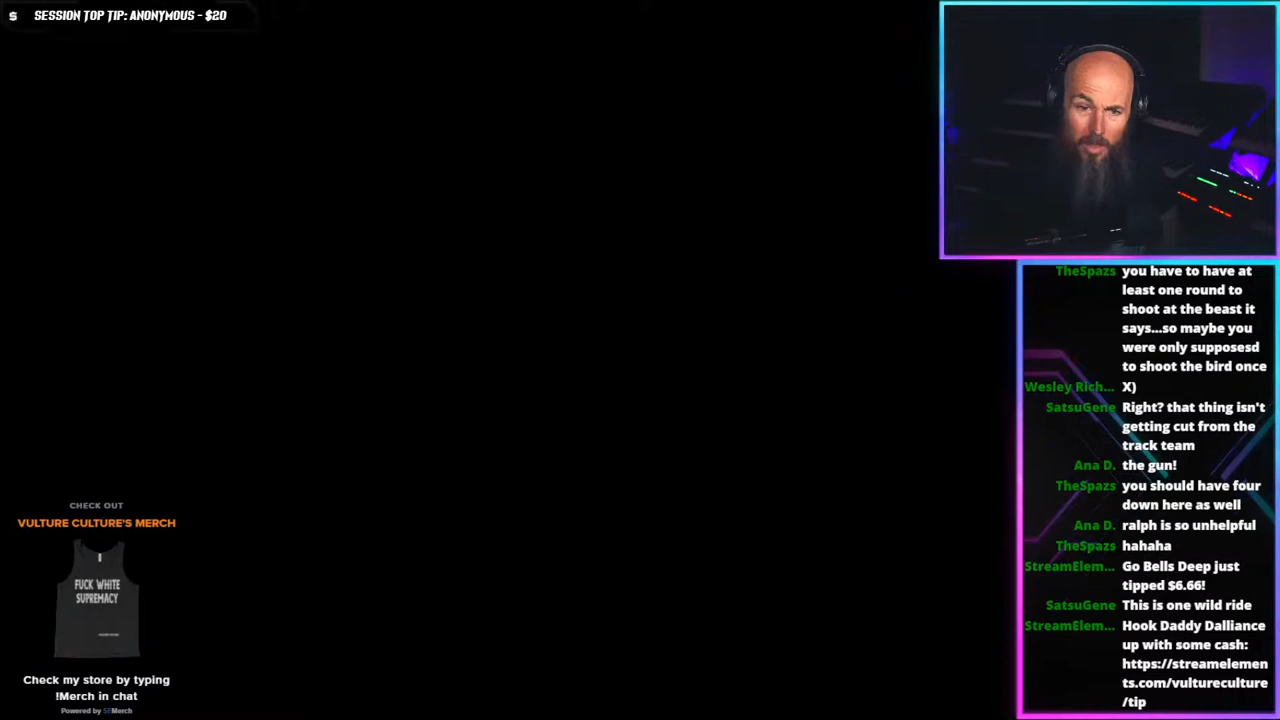 $ SESSION TOP TIP: ANONYMOUS - $20
TheSpazs you have to have at
least one round to
shoot at the beast it
says...so maybe you
were only supposesd
to shoot the bird once
Wesley Rich... X)
SatsuGene Right? that thing isn't
getting cut from the
track team
Ana D. the gun!
TheSpazs you should have four
down here as well
Ana D. ralph is so unhelpful
TheSpazs hahaha
StreamElem... Go Bells Deep just
tipped $6.66!
SatsuGene This is one wild ride
StreamElem... Hook Daddy Dalliance
up with some cash:
https://streamelemen
ts.com/vultureculture
/tip
CHECK OUT
VULTURE CULTURE'S MERCH
FUCK WHITE
SUPREMACY
Check my store by typing
!Merch in chat
Powered by SEMerch